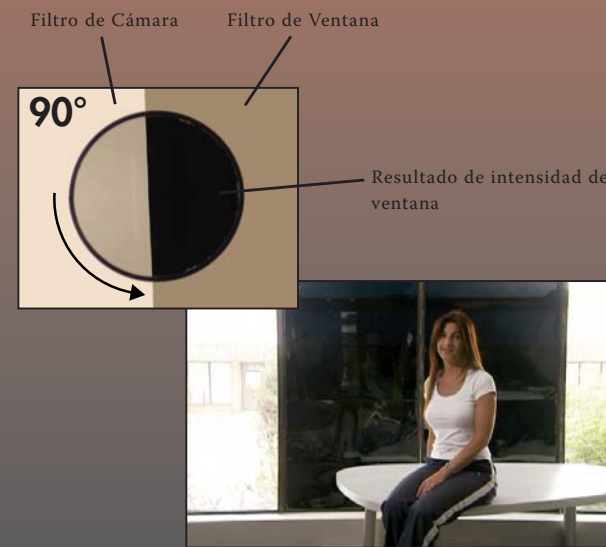 Filtro de Cámara
Filtro de Ventana
90°
Resultado de intensidad de
ventana